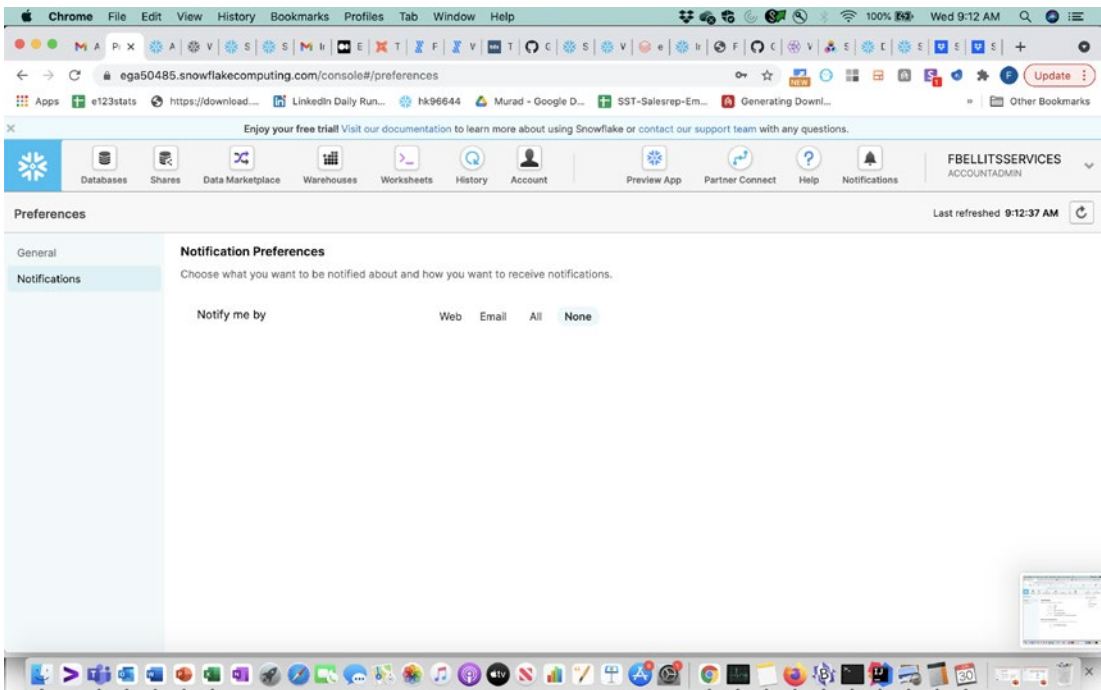 Chrome File Edit View History Bookmarks Profiles Tab Window Help 100% Wed 9:12 AM
M A P A V S S M E T F V T C S V e F C V S E S S S
ega50485.snowflakecomputing.com/console#/preferences NEW 1 F Update
Apps e123stats https://download.... LinkedIn Daily Run... hk96644 Murad - Google D... SST-Salesrep-Em... Generating Downl... » Other Bookmarks
Enjoy your free trial! Visit our documentation to learn more about using Snowflake or contact our support team with any questions.
Databases Shares Data Marketplace Warehouses Worksheets History Account Preview App Partner Connect Help Notifications
FBELLITSSERVICES
ACCOUNTADMIN
Preferences Last refreshed 9:12:37 AM
General
Notifications
Notification Preferences
Choose what you want to be notified about and how you want to receive notifications.
Notify me by Web Email All None
tv 30